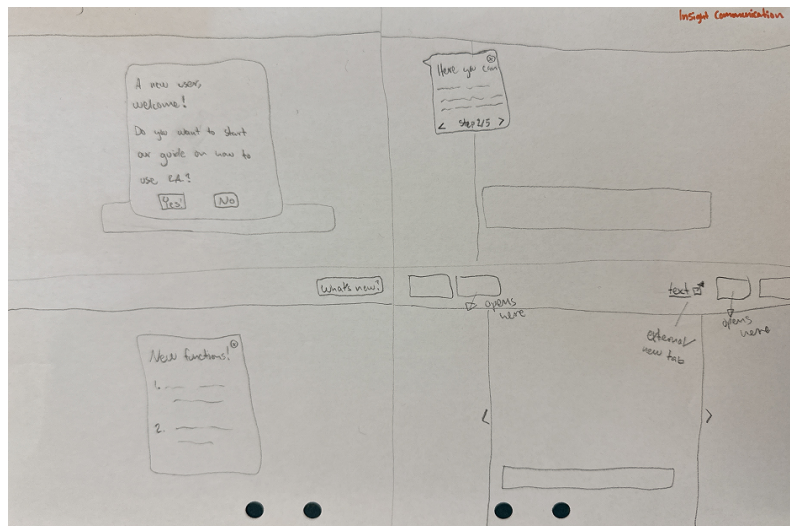 Insight Communication
A new user,
welcome!
Do you want to start
our guide on how to
use
Yes!
No
Here you can
< step 2/5 >
What's new?
New functions!
1.
2.
opens
here
text
external
new tab
opens
here
<
>